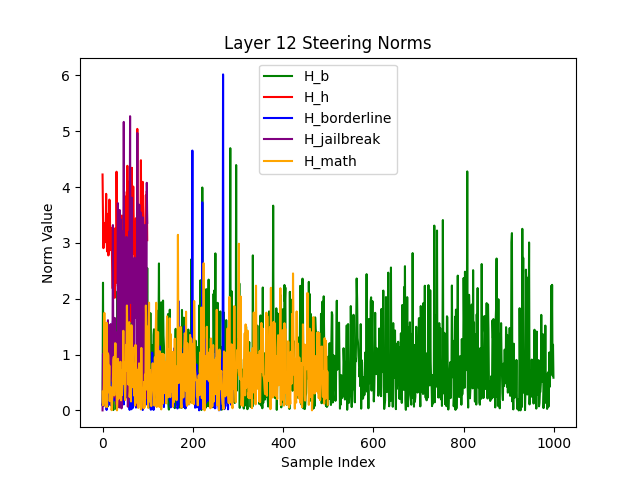 Layer 12 Steering Norms
H_b
H_h
H_borderline
H_jailbreak
H_math
Norm Value
6
5
4
3
2
1
0
0 200 400 600 800 1000
Sample Index